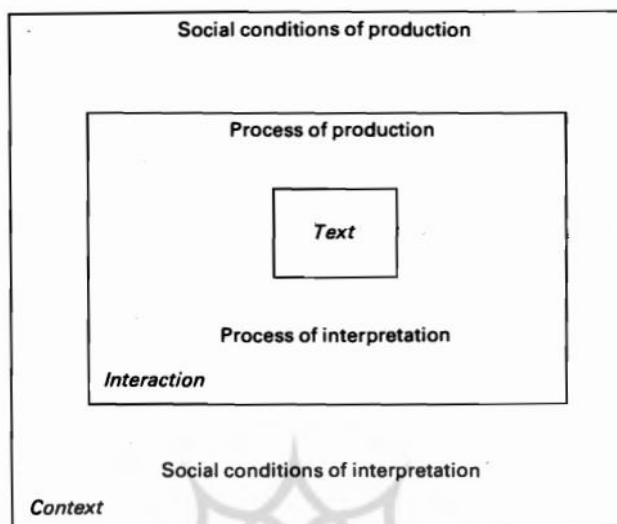 Social conditions of production
Process of production
Text
Process of interpretation
Interaction
Social conditions of interpretation
Context